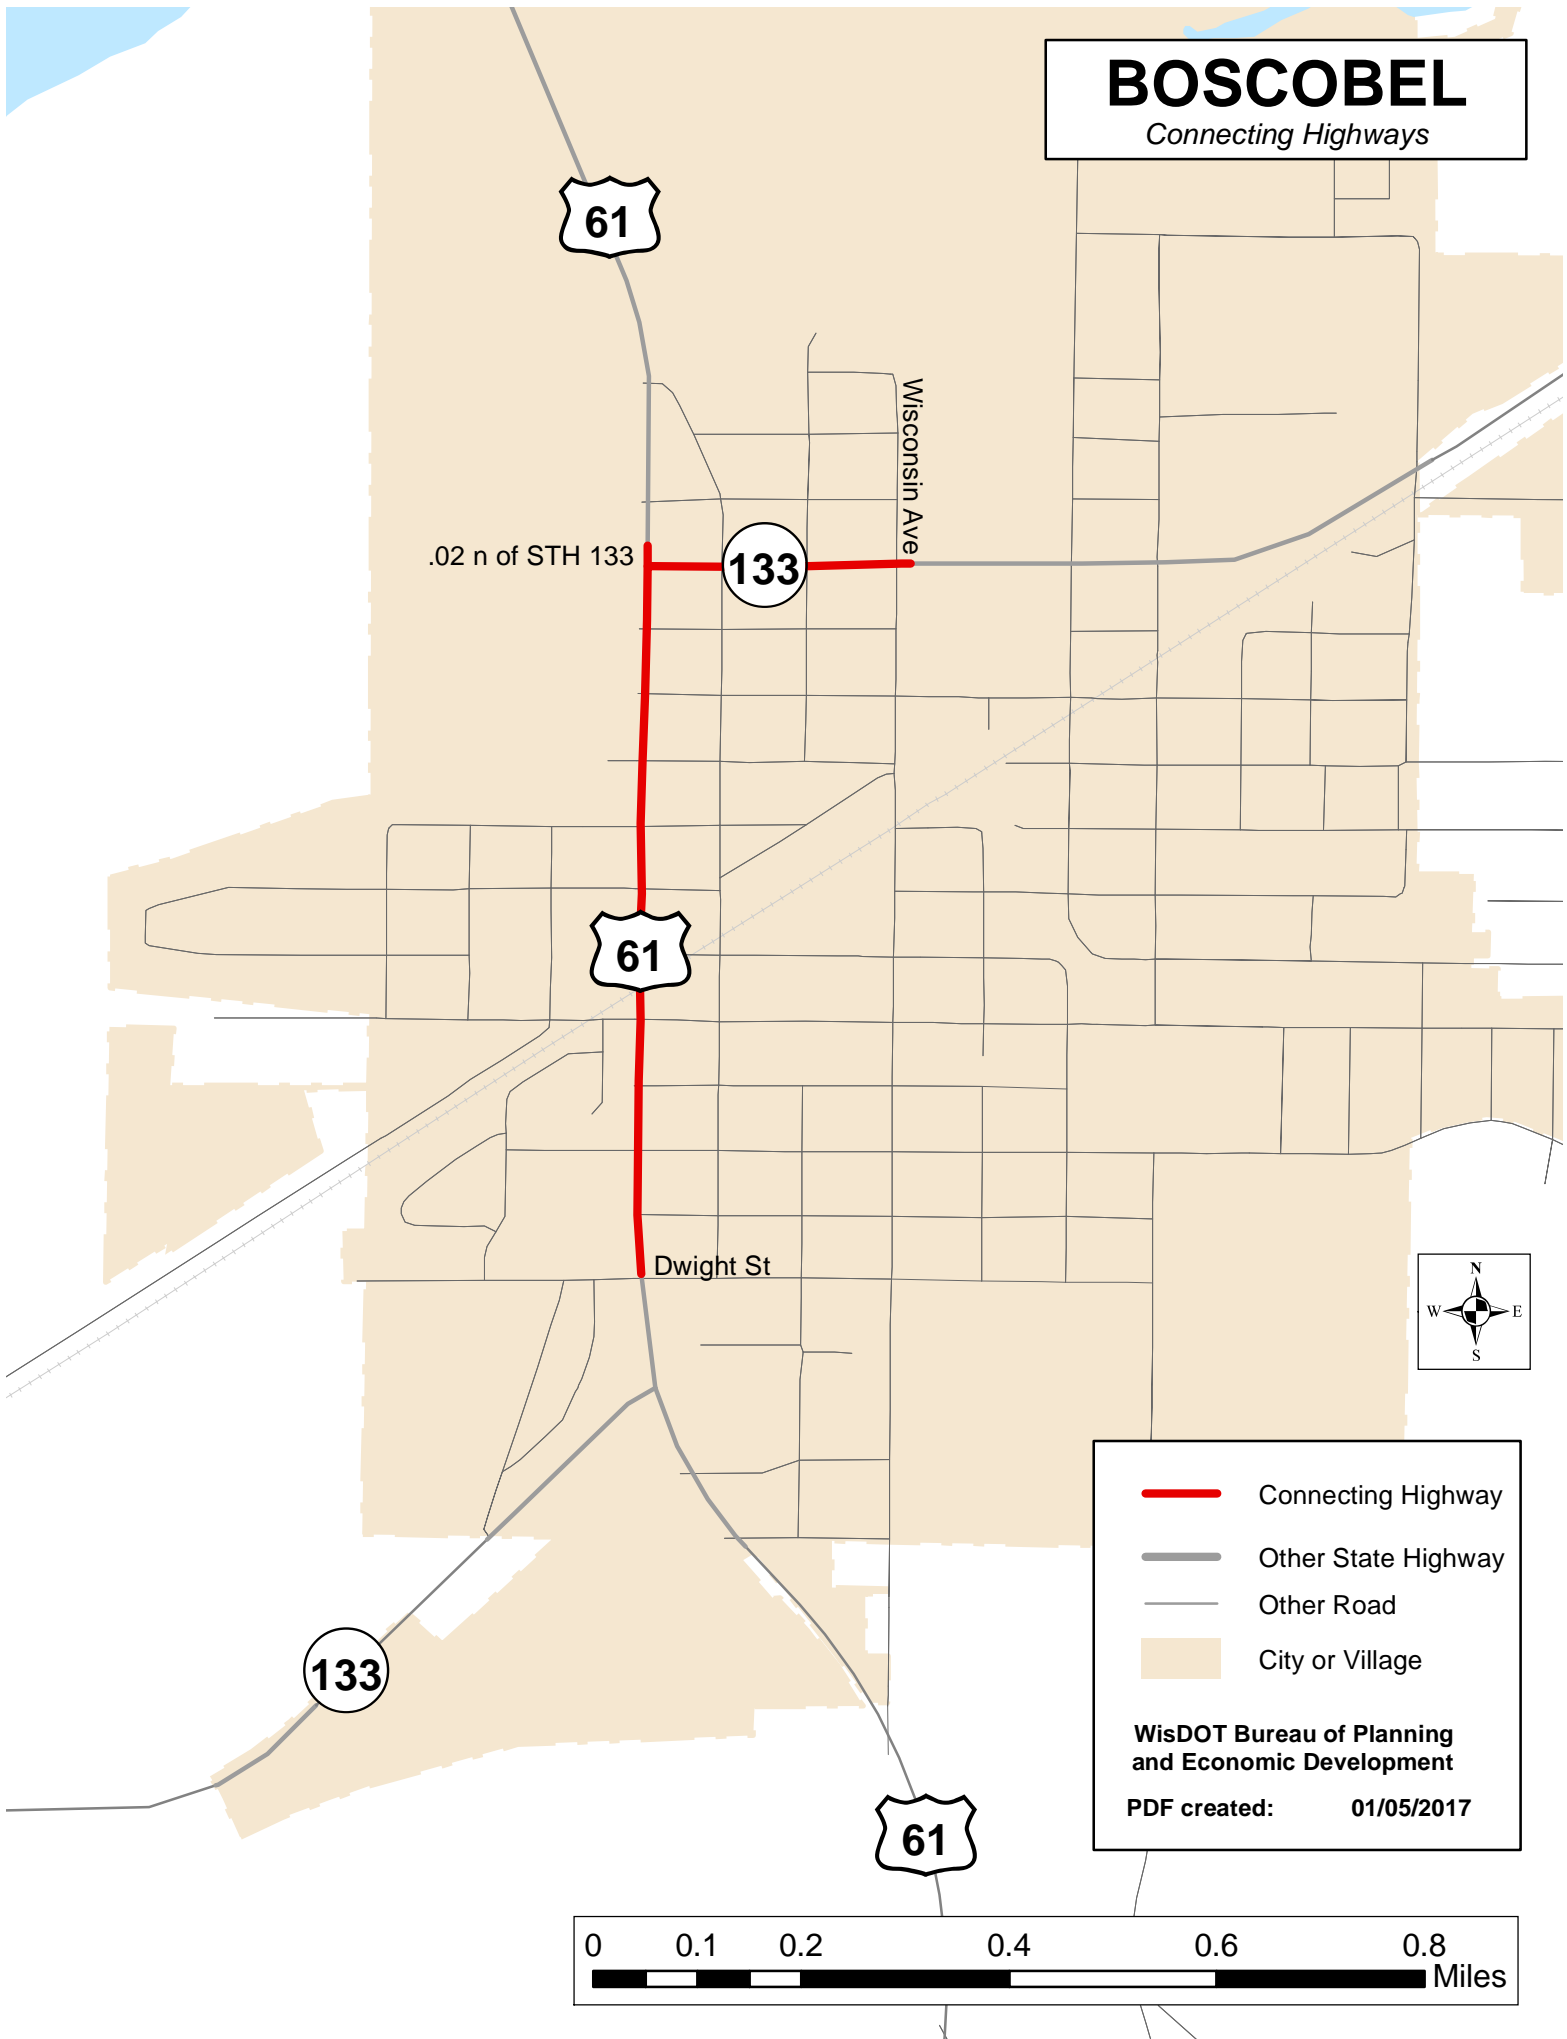 BOSCOBEL
Connecting Highways
61
Wisconsin Ave
.02 n of STH 133
133
61
Dwight St
N
W E
S
Connecting Highway
Other State Highway
Other Road
City or Village
WisDOT Bureau of Planning
and Economic Development
PDF created: 01/05/2017
133
61
0 0.1 0.2 0.4 0.6 0.8
Miles